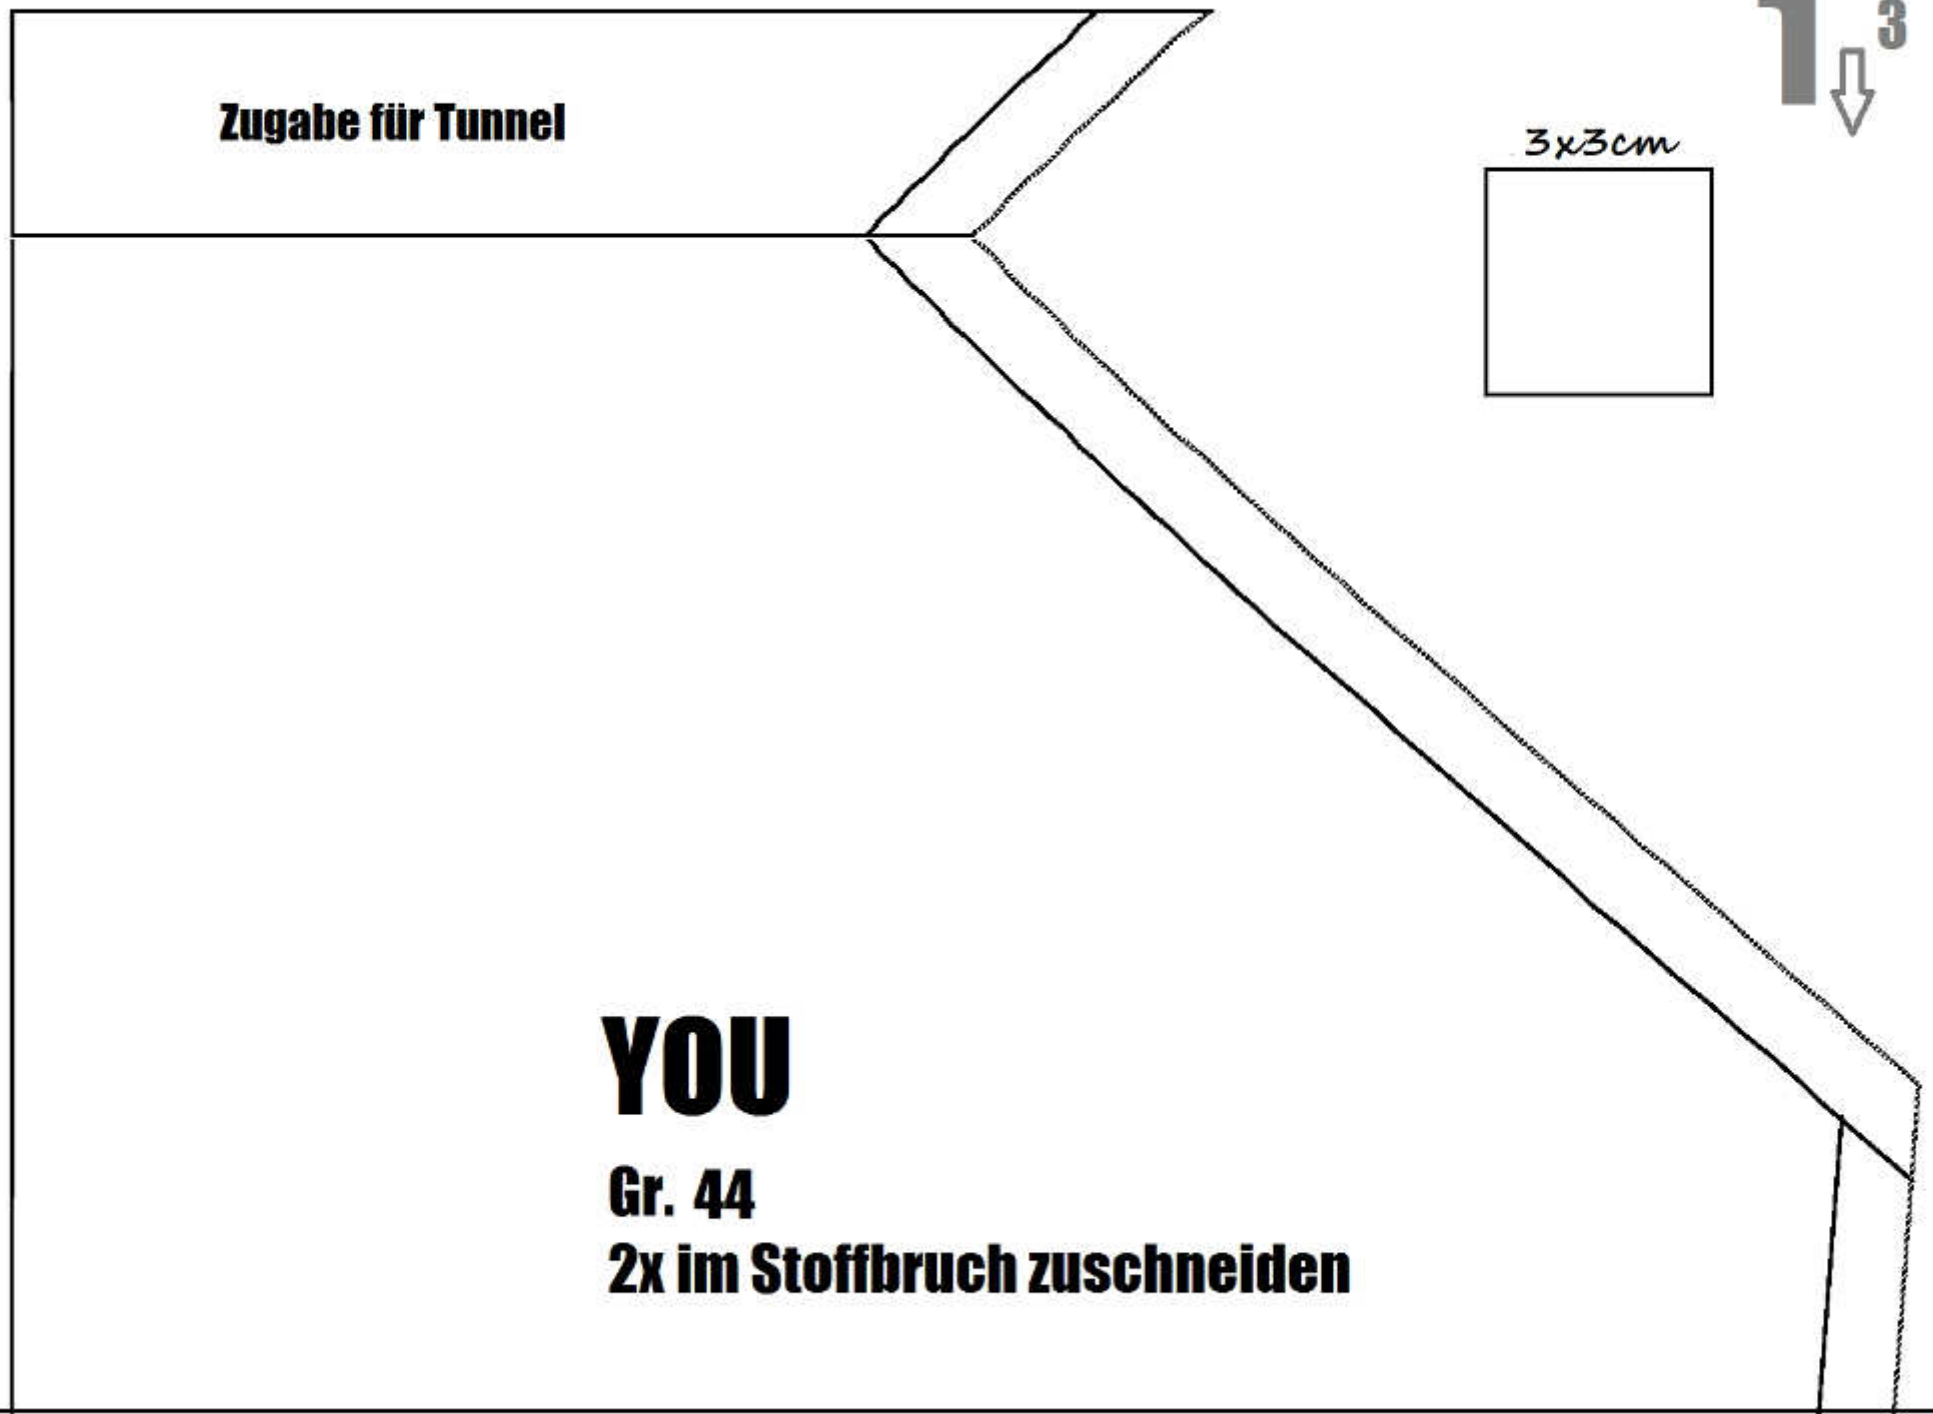 1 3
Zugabe für Tunnel
3x3cm
YOU
Gr. 44
2x im Stoffbruch zuschneiden